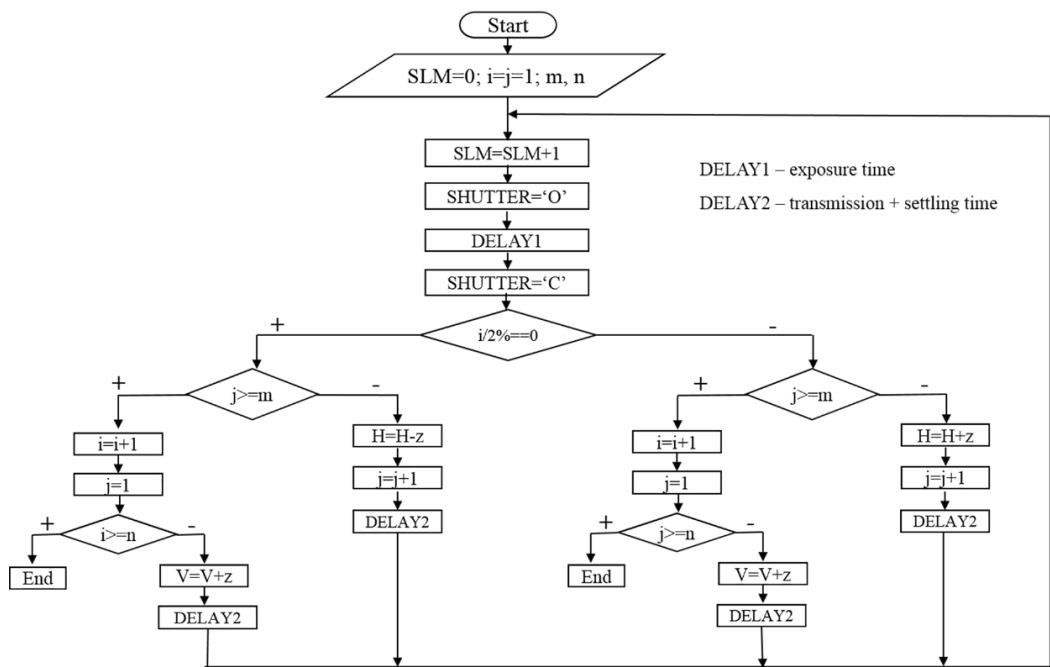 Start
SLM=0; i=j=1; m, n
SLM=SLM+1
SHUTTER=‘O’
DELAY1
SHUTTER=‘C’
DELAY1 – exposure time
DELAY2 – transmission + settling time
i/2%==0
+
-
j>=m
+
-
i=i+1
j=1
i>=n
+
-
End
V=V+z
DELAY2
H=H-z
j=j+1
DELAY2
j>=m
+
-
i=i+1
j=1
j>=n
+
-
End
V=V+z
DELAY2
H=H+z
j=j+1
DELAY2